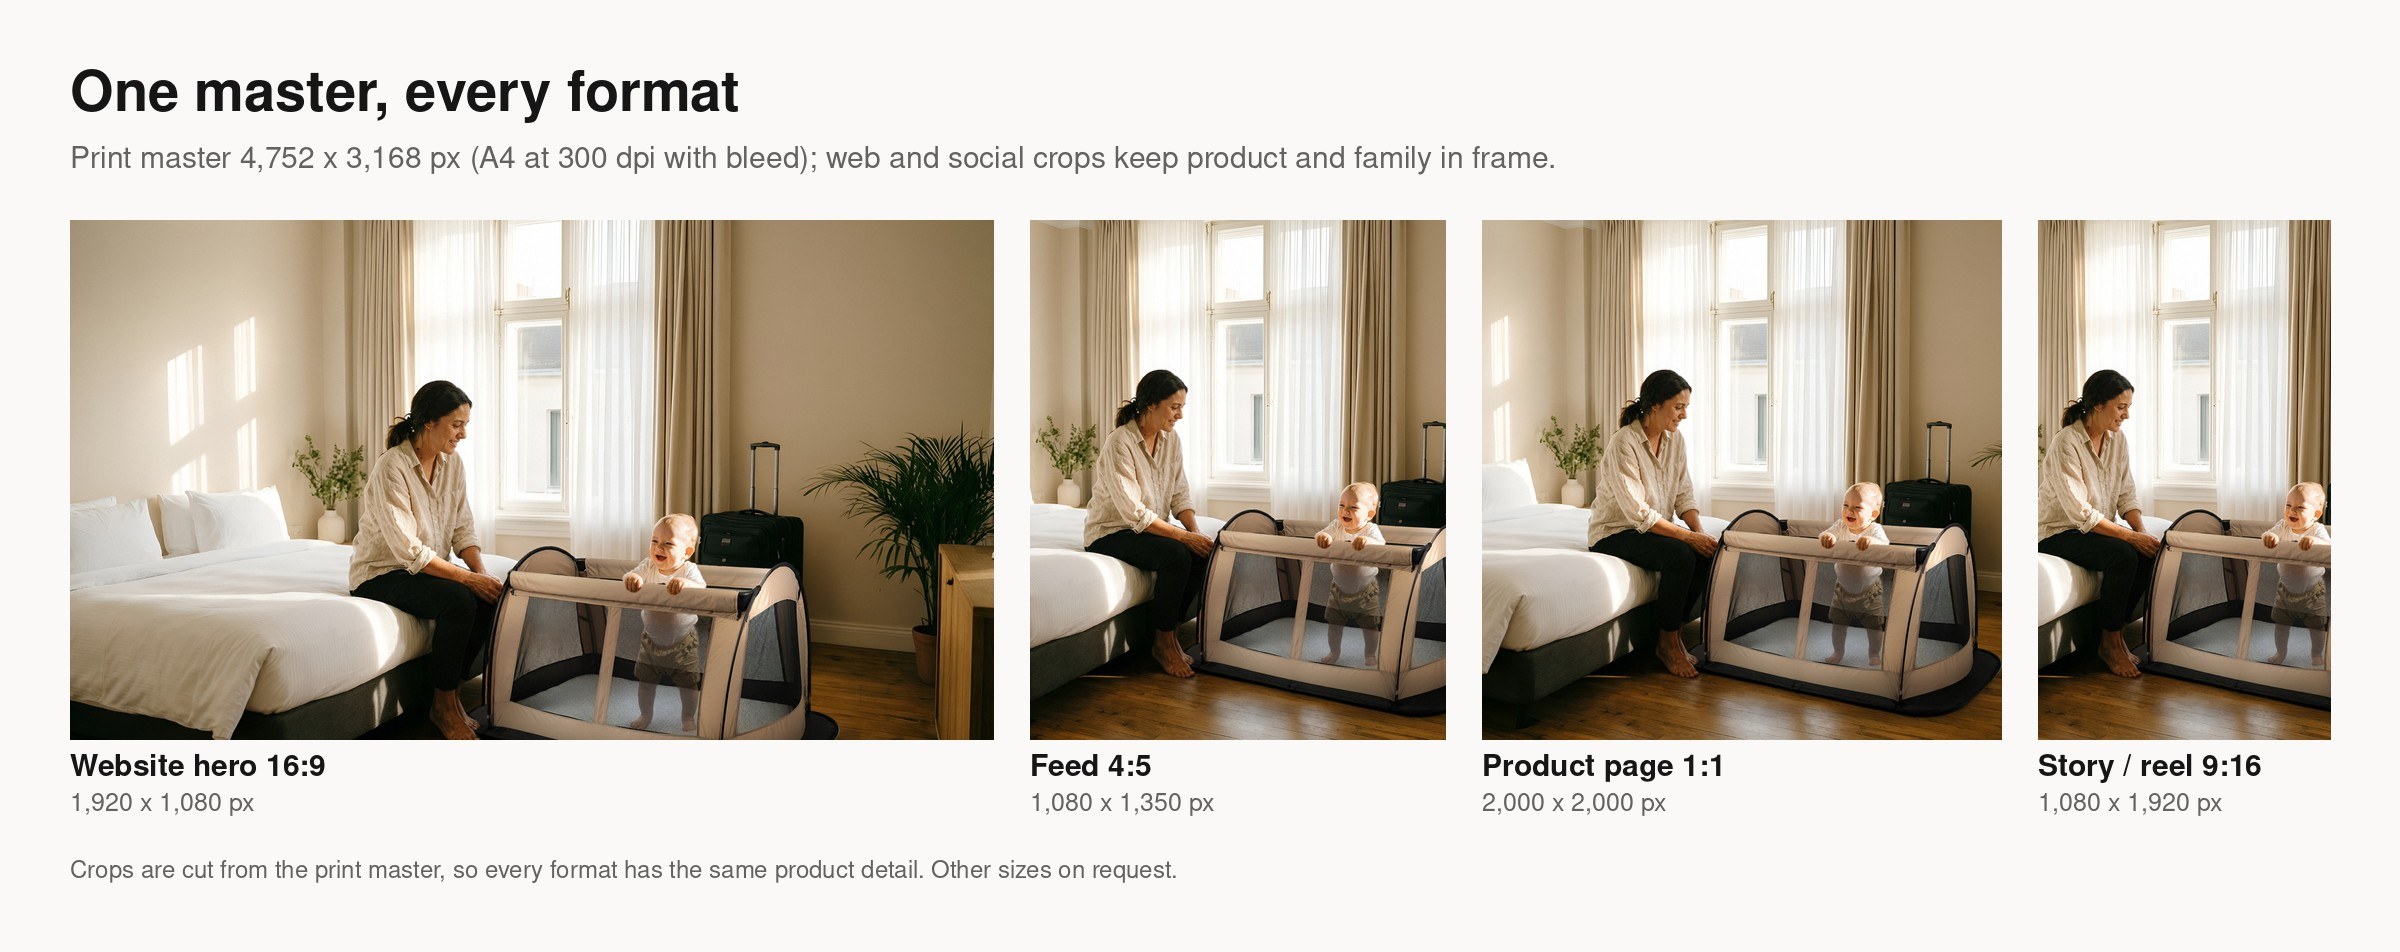 One master, every format
Print master 4,752 x 3,168 px (A4 at 300 dpi with bleed); web and social crops keep product and family in frame.
Website hero 16:9
1,920 x 1,080 px
Feed 4:5
1,080 x 1,350 px
Product page 1:1
2,000 x 2,000 px
Story / reel 9:16
1,080 x 1,920 px
Crops are cut from the print master, so every format has the same product detail. Other sizes on request.